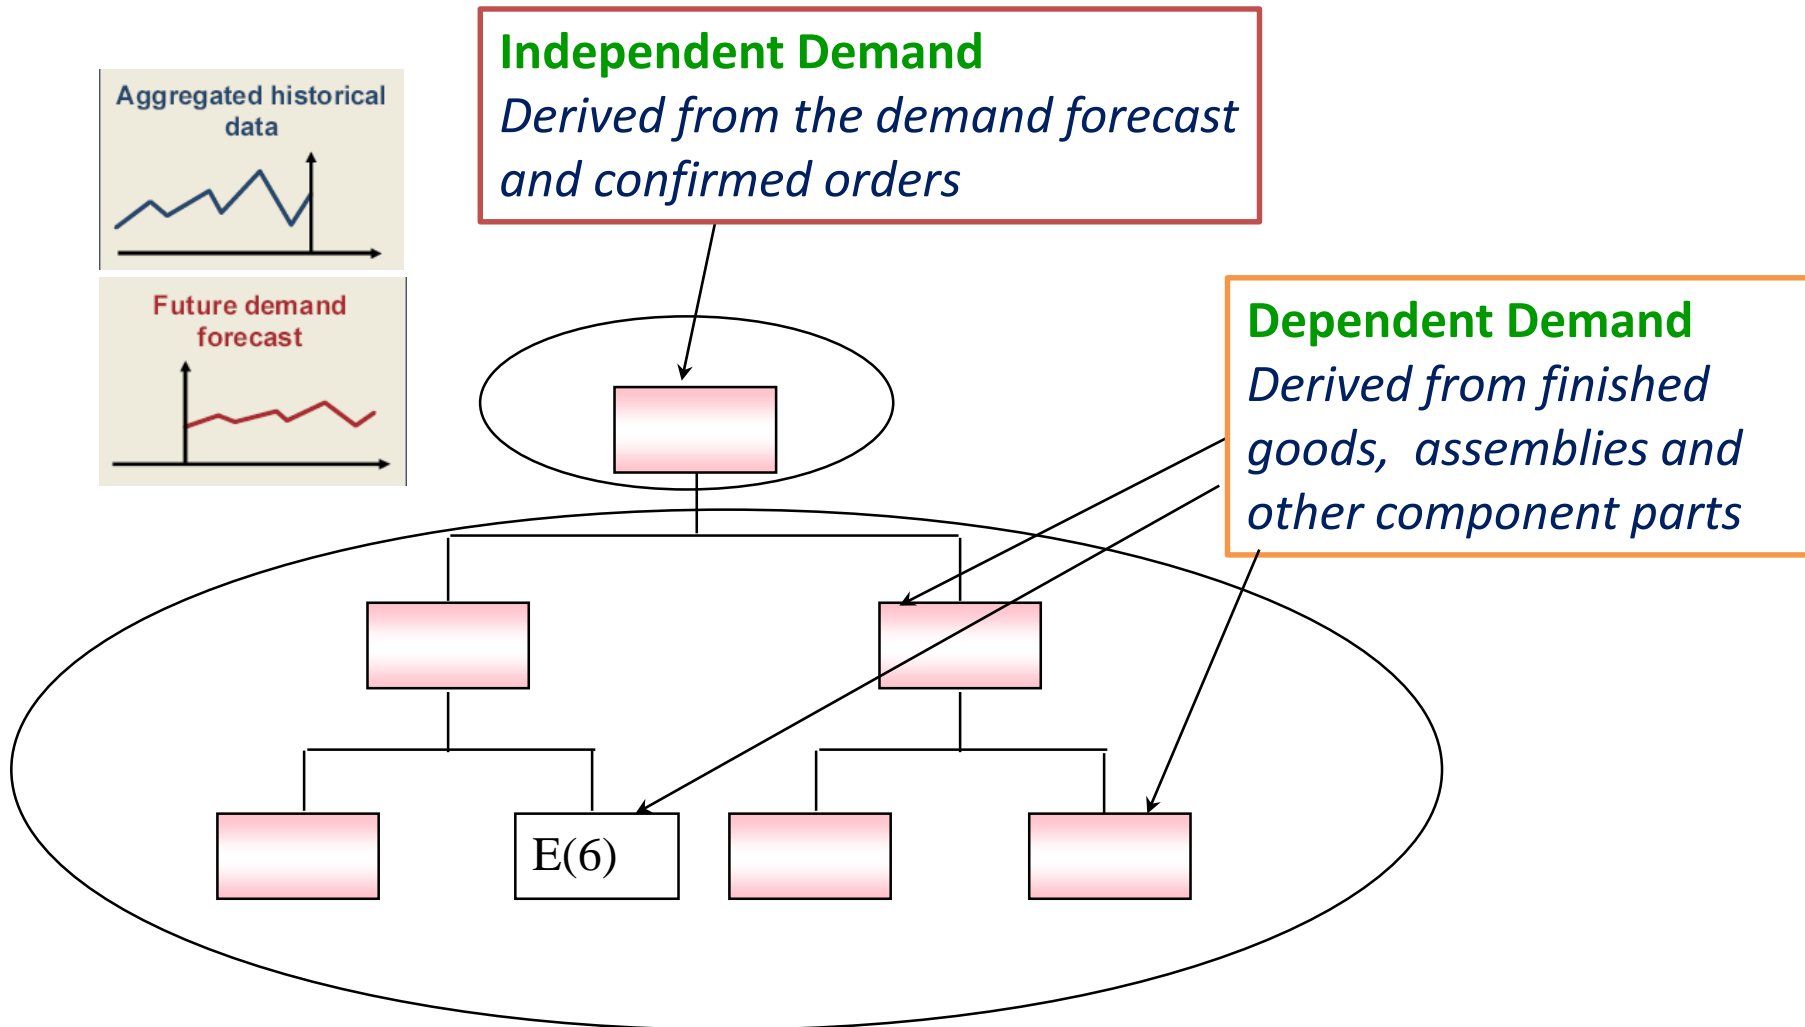 Independent Demand
Derived from the demand forecast
and confirmed orders
Aggregated historical
data
Future demand
forecast
Dependent Demand
Derived from finished
goods,  assemblies and
other component parts
E(6)